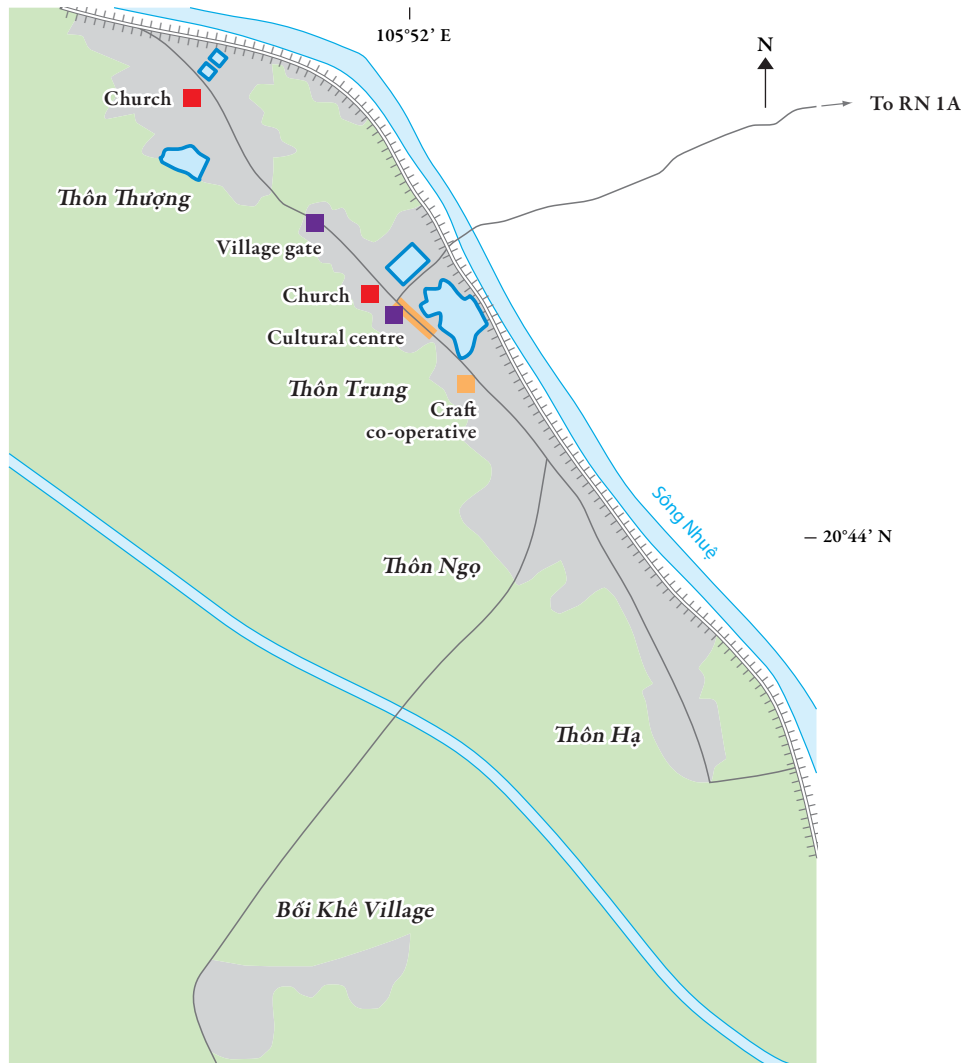 105°52’ E
N
To RN 1A
Church
Thôn Thượng
Village gate
Church
Cultural centre
Thôn Trung
Craft
co-operative
Sông Nhuệ
20°44’ N
Thôn Ngọ
Thôn Hạ
Bối Khê Village